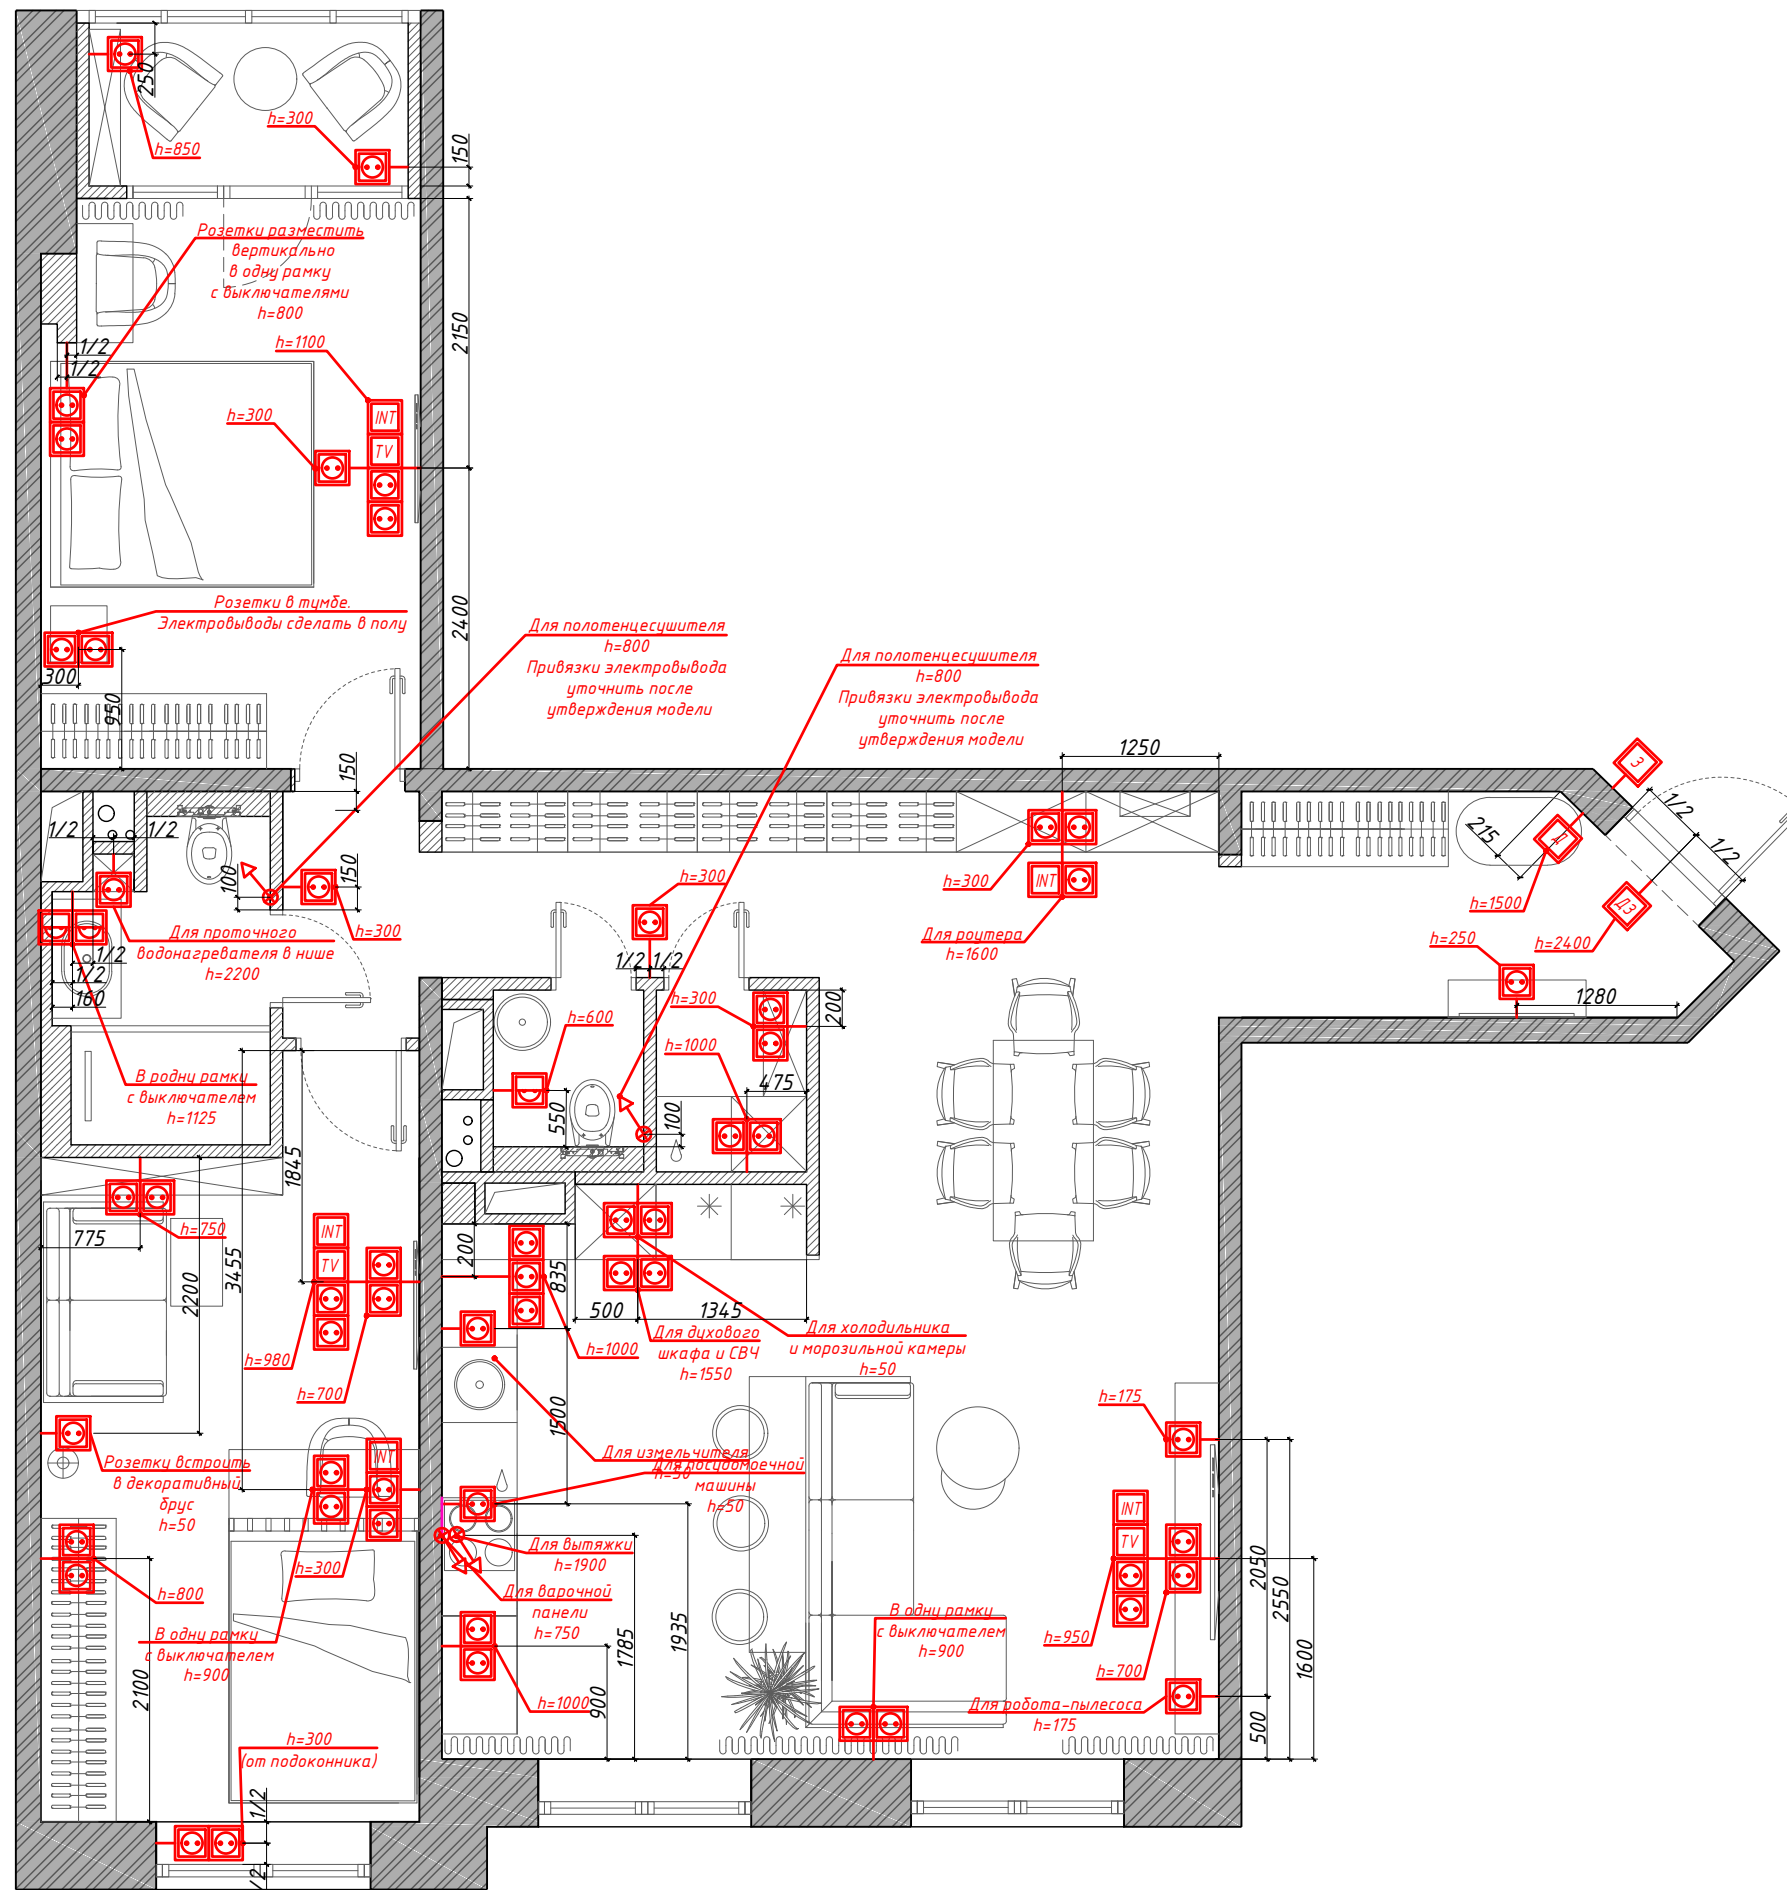 250
h=850
h=300
150
Розетки разместить
вертикально
в одну рамку
с выключателями
h=800
2150
1/2
1/2
h=1100
INT
TV
h=300
Розетки в тумбе.
Электровыводы сделать в полу
300
950
2400
Для полотенцесушителя
h=800
Привязки электровывода
уточнить после
утверждения модели
Для полотенцесушителя
h=800
Привязки электровывода
уточнить после
утверждения модели
1250
150
1/2
1/2
100
150
h=300
Для проточного
водонагревателя в нише
h=2200
1/2
1/2
160
В родну рамку
с выключателем
h=1125
h=300
INT
Для роутера
h=1600
h=300
1/2
1/2
З
1/2
1/2
215
Д
h=1500
ДЗ
h=2400
h=250
1280
h=600
550
h=300
200
h=1000
475
100
1845
3455
2200
775
h=750
INT
TV
h=980
h=700
200
835
h=1000
500
1345
Для духового
шкафа и СВЧ
h=1550
Для холодильника
и морозильной камеры
h=50
1500
Для измельчителя
h=50
Для посудомоечной
машины
h=50
Розетку встроить
в декоративный
брус
h=50
INT
h=300
h=800
В одну рамку
с выключателем
h=900
2100
Для вытяжки
h=1900
Для варочной
панели
h=750
h=1000
900
1785
1935
В одну рамку
с выключателем
h=900
h=175
INT
TV
h=950
h=700
Для робота-пылесоса
h=175
2050
2550
1600
500
h=300
(от подоконника)
1/2
1/2